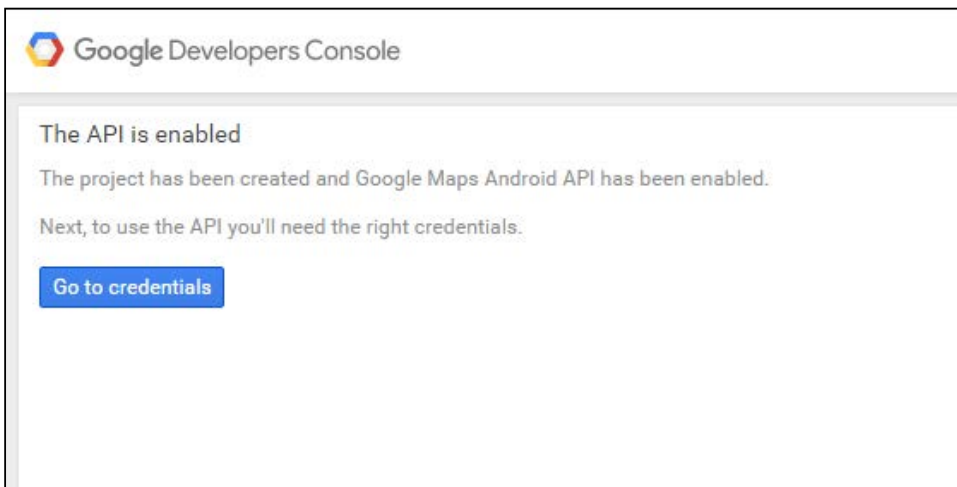 Google Developers Console
The API is enabled
The project has been created and Google Maps Android API has been enabled.
Next, to use the API you'll need the right credentials.
Go to credentials